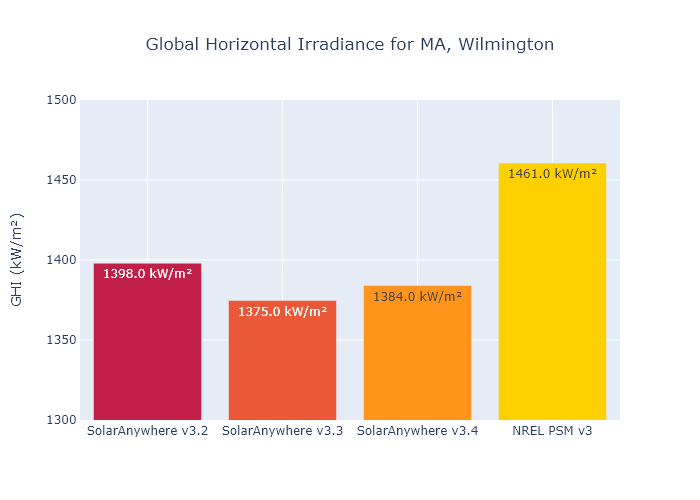 Global Horizontal Irradiance for MA, Wilmington
GHI (kW/m²)
1500
1450
1400
1350
1300
1398.0 kW/m²
1375.0 kW/m²
1384.0 kW/m²
1461.0 kW/m²
SolarAnywhere v3.2
SolarAnywhere v3.3
SolarAnywhere v3.4
NREL PSM v3